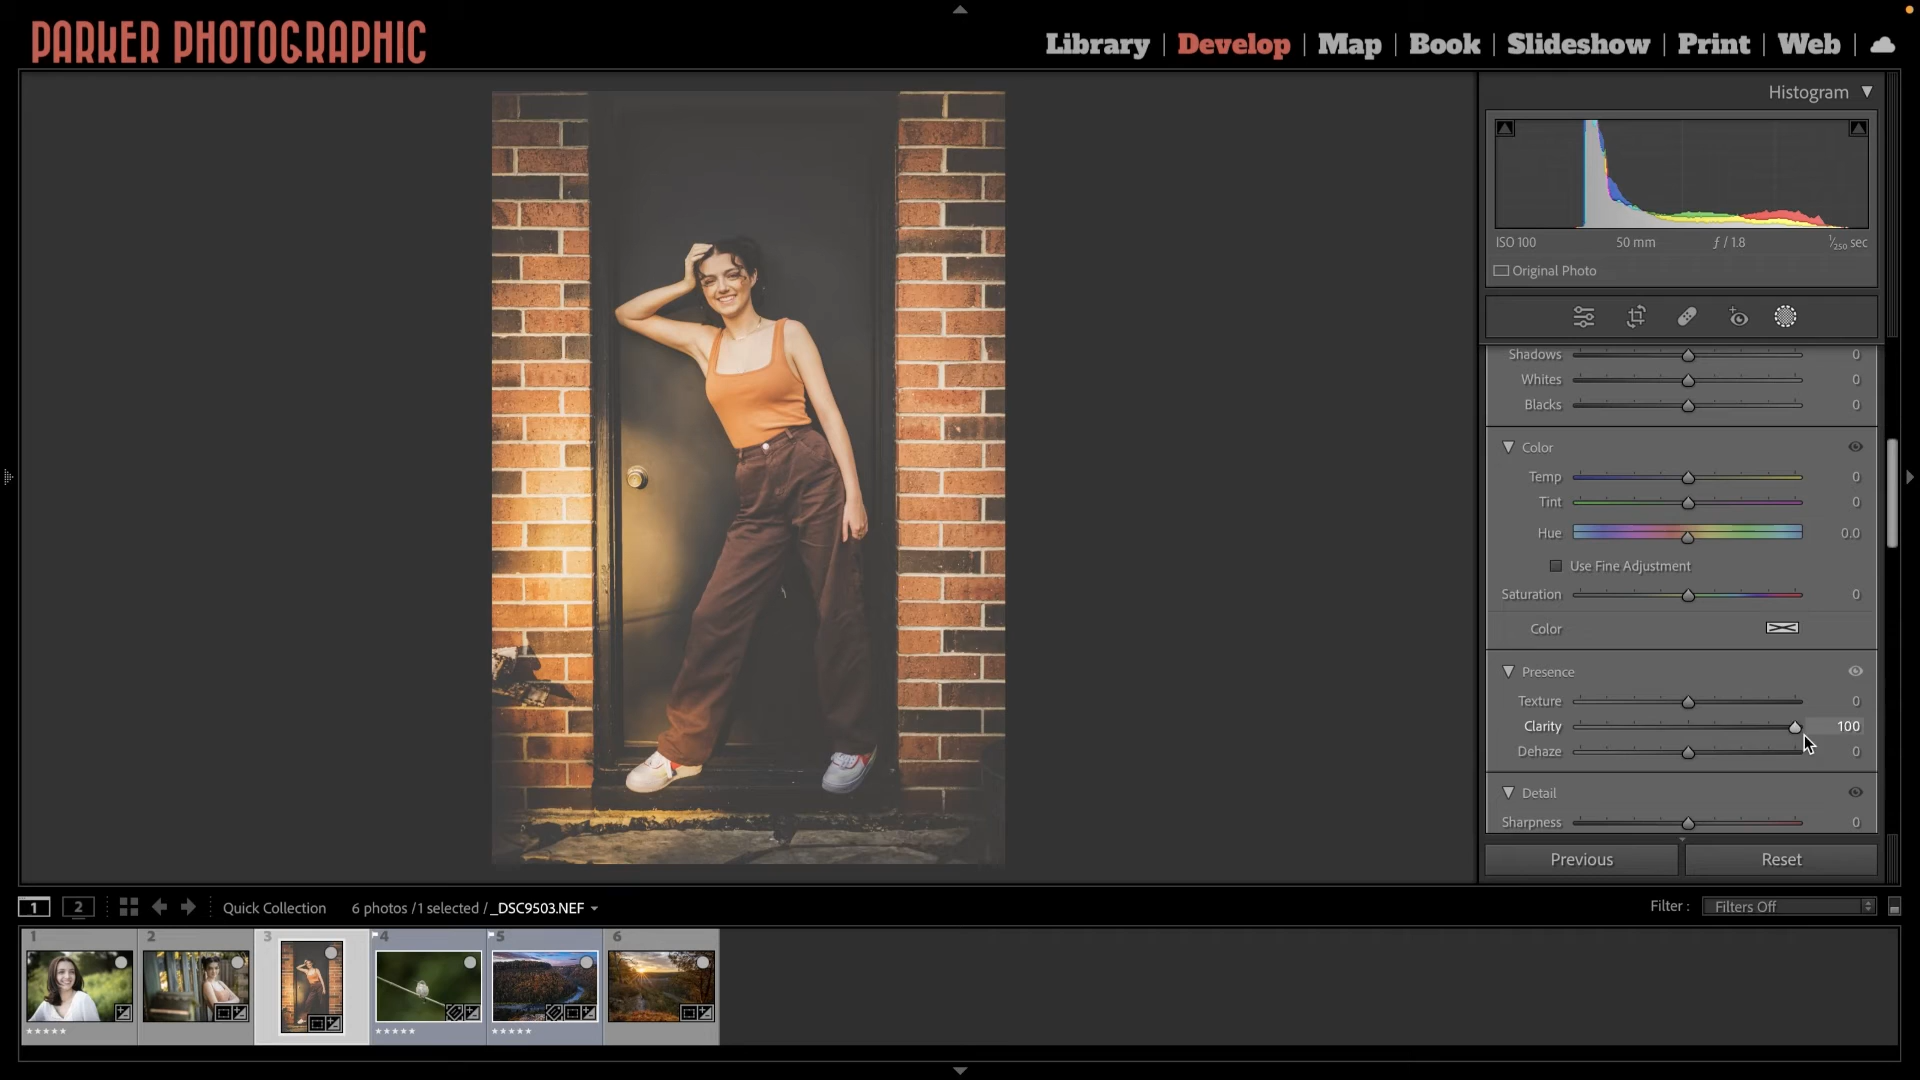 PARKER PHOTOGRAPHIC
Library | Develop | Map | Book | Slideshow | Print | Web |
Histogram
ISO 100 50 mm ƒ / 1.8 1/250 sec
Original Photo
Shadows 0
Whites 0
Blacks 0
Color
Temp 0
Tint 0
Hue 0.0
Use Fine Adjustment
Saturation 0
Color
Presence
Texture 0
Clarity 100
Dehaze 0
Detail
Sharpness 0
Previous Reset
1 2 Quick Collection 6 photos /1 selected /_DSC9503.NEF Filter : Filters Off
1 2 3 4 5 6